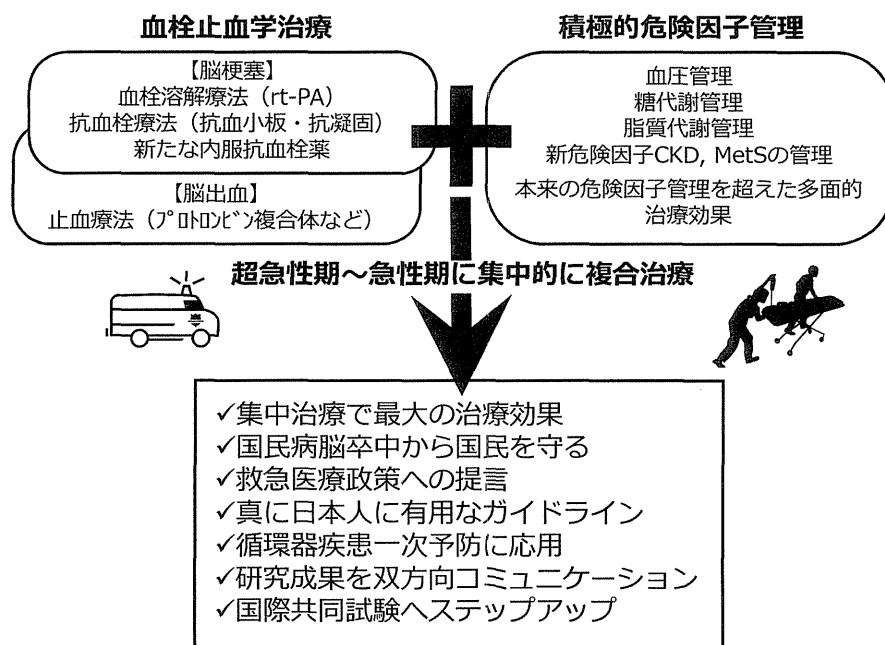 血栓止血学治療
【脳梗塞】
血栓溶解療法（rt-PA）
抗血栓療法（抗血小板・抗凝固）
新たな内服抗血栓薬
【脳出血】
止血療法（ﾌﾟﾛﾄﾛﾝﾋﾞﾝ複合体など）
積極的危険因子管理
血圧管理
糖代謝管理
脂質代謝管理
新危険因子CKD, MetSの管理
本来の危険因子管理を超えた多面的
治療効果
超急性期～急性期に集中的に複合治療
✓集中治療で最大の治療効果
✓国民病脳卒中から国民を守る
✓救急医療政策への提言
✓真に日本人に有用なガイドライン
✓循環器疾患一次予防に応用
✓研究成果を双方向コミュニケーション
✓国際共同試験へステップアップ